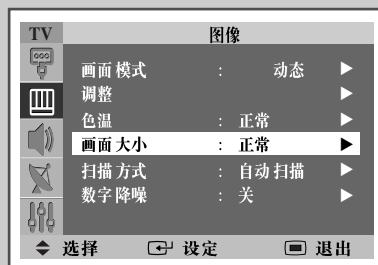 TV 图像
画面模式 : 动态
调整
色温 : 正常
画面大小 : 正常
扫描方式 : 自动扫描
数字降噪 : 关
选择 设定 退出